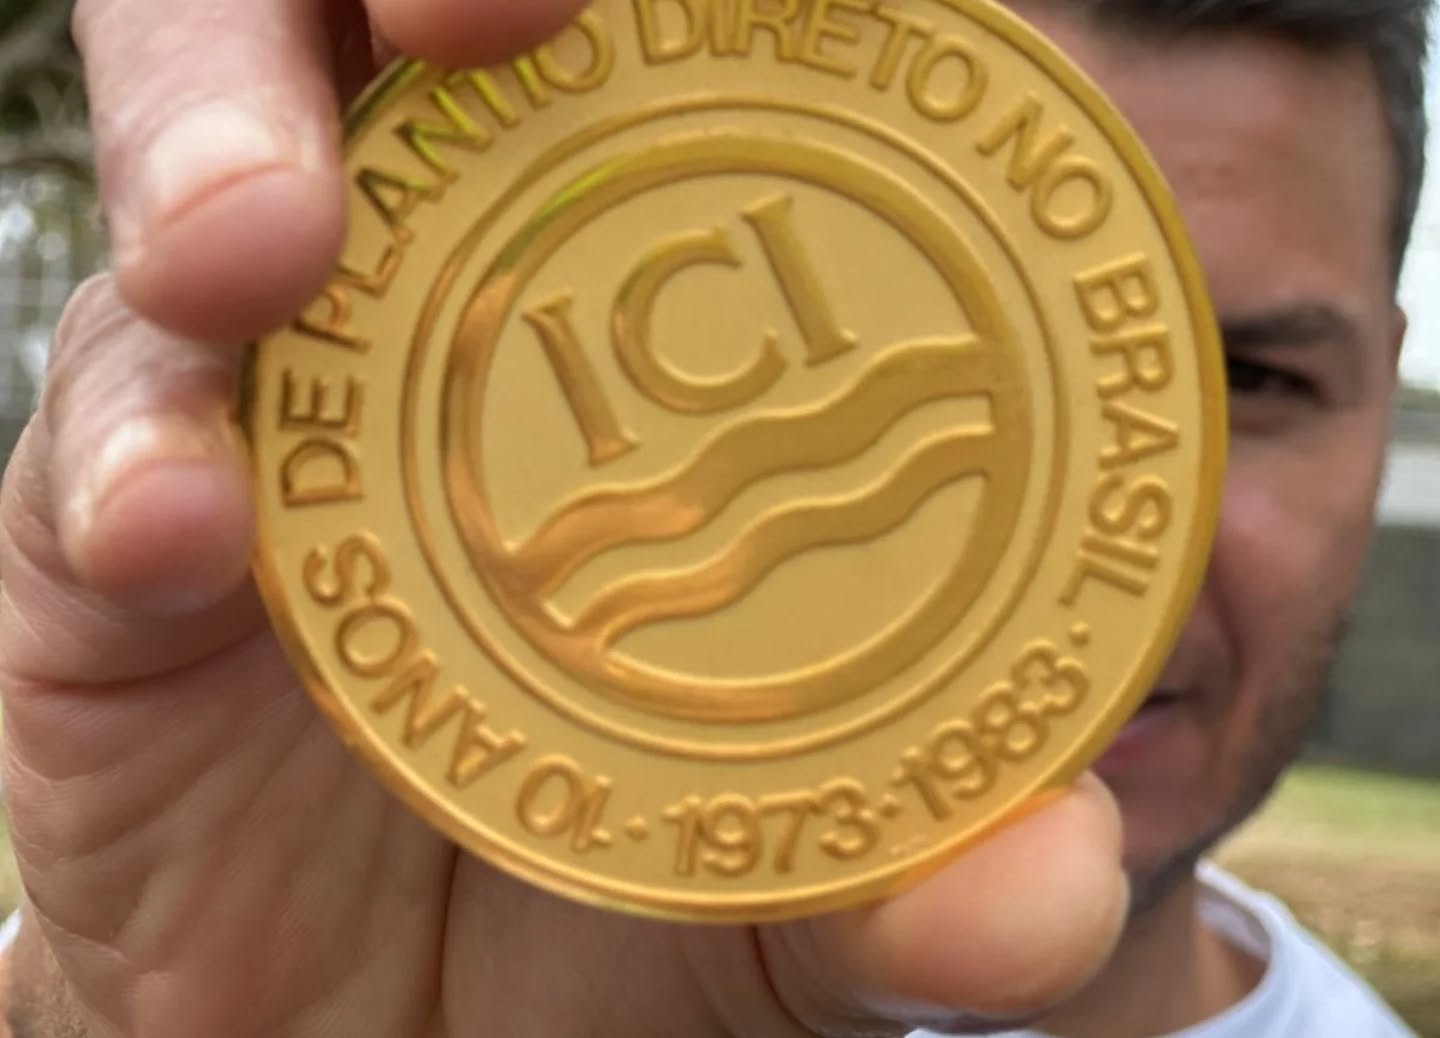 10 ANOS DE PLANTIO DIRETO NO BRASIL · 1973·1983 ·
ICI